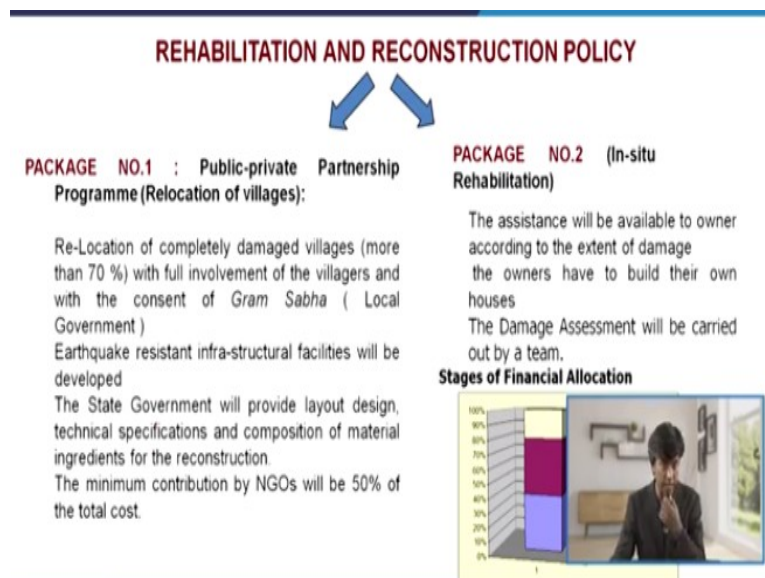 REHABILITATION AND RECONSTRUCTION POLICY
PACKAGE NO.1 : Public-private Partnership
Programme (Relocation of villages):
Re-Location of completely damaged villages (more
than 70 %) with full involvement of the villagers and
with the consent of Gram Sabha ( Local
Government )
Earthquake resistant infra-structural facilities will be
developed
The State Government will provide layout design,
technical specifications and composition of material
ingredients for the reconstruction.
The minimum contribution by NGOs will be 50% of
the total cost.
PACKAGE NO.2 (In-situ
Rehabilitation)
The assistance will be available to owner
according to the extent of damage
the owners have to build their own
houses
The Damage Assessment will be carried
out by a team.
Stages of Financial Allocation
100%
90%
80%
70%
60%
50%
40%
30%
20%
10%
0%
1